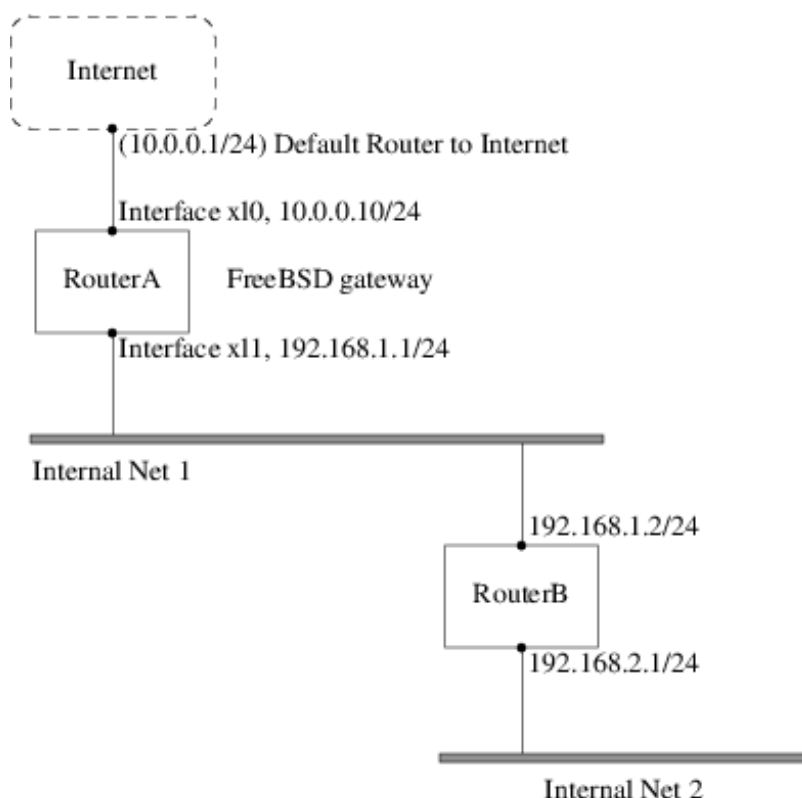 Internet
(10.0.0.1/24) Default Router to Internet
Interface xl0, 10.0.0.10/24
RouterA
FreeBSD gateway
Interface xl1, 192.168.1.1/24
Internal Net 1
192.168.1.2/24
RouterB
192.168.2.1/24
Internal Net 2